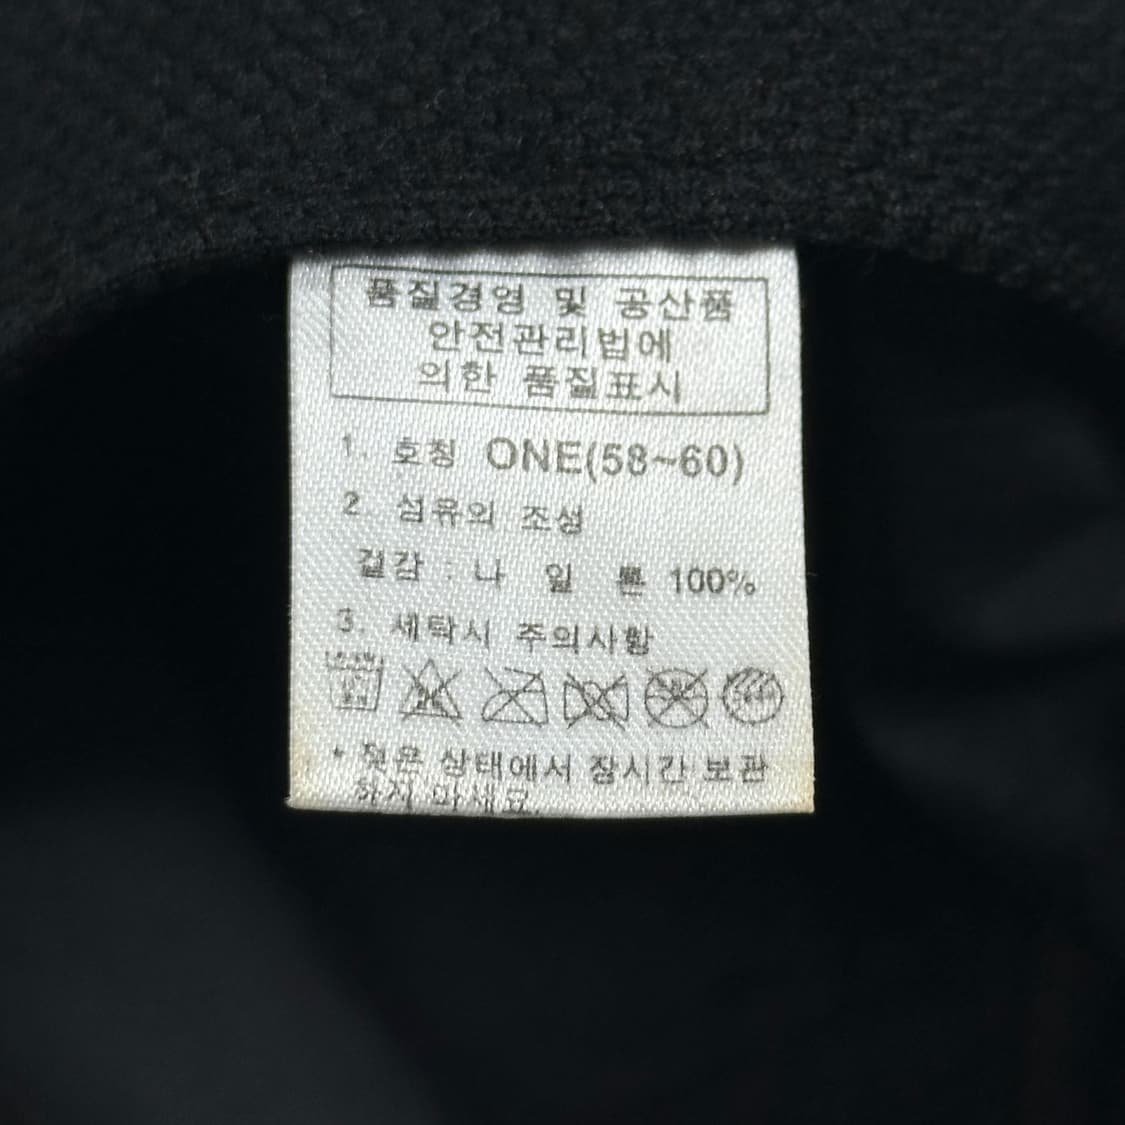 품질경영 및 공산품
안전관리법에
의한 품질표시
1. 호칭 ONE(58~60)
2. 섬유의 조성
겉감 : 나 일 론 100%
3. 세탁시 주의사항
* 젖은 상태에서 장시간 보관
하지 마세요.